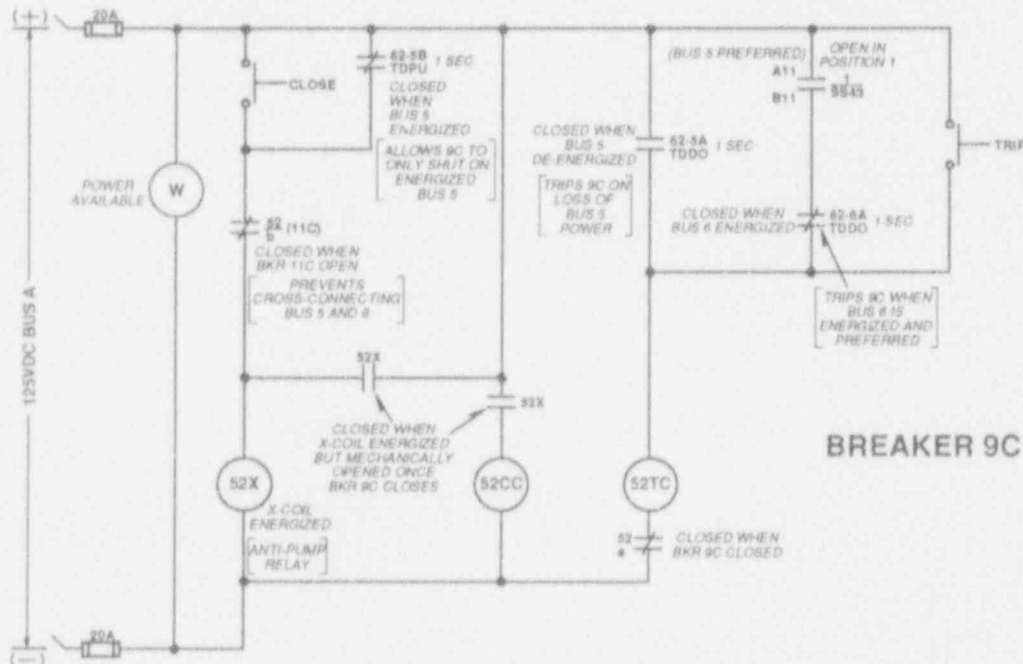 (+)
20A
CLOSE
62-5B 1 SEC
TDPU
CLOSED
WHEN
BUS 5
ENERGIZED
ALLOWS 9C TO
ONLY SHUT ON
ENERGIZED
BUS 5
(BUS 5 PREFERRED)
OPEN IN
POSITION 1
A11
B11
1
CLOSED WHEN
BUS 5
DE-ENERGIZED
62-5A 1 SEC
TDDO
TRIPS 9C ON
LOSS OF
BUS 5
POWER
TRIP
POWER
AVAILABLE
W
52 (11C)
b
CLOSED WHEN
BKR 11C OPEN
PREVENTS
CROSS-CONNECTING
BUS 5 AND 6
CLOSED WHEN
BUS 6 ENERGIZED
62-6A 1 SEC
TDDO
TRIPS 9C WHEN
BUS 6 IS
ENERGIZED AND
PREFERRED
125VDC BUS A
52X
52X
CLOSED WHEN
X-COIL ENERGIZED
BUT MECHANICALLY
OPENED ONCE
BKR 9C CLOSES
BREAKER 9C
52X
52CC
52TC
X-COIL
ENERGIZED
ANTI-PUMP
RELAY
52
a
CLOSED WHEN
BKR 9C CLOSED
20A
(—)